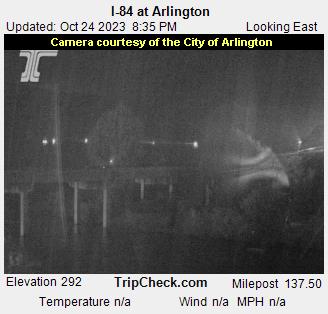 I-84 at Arlington
Updated: Oct 24 2023 8:35 PM Looking East
Camera courtesy of the City of Arlington
Elevation 292 TripCheck.com Milepost 137.50
Temperature n/a Wind n/a MPH n/a